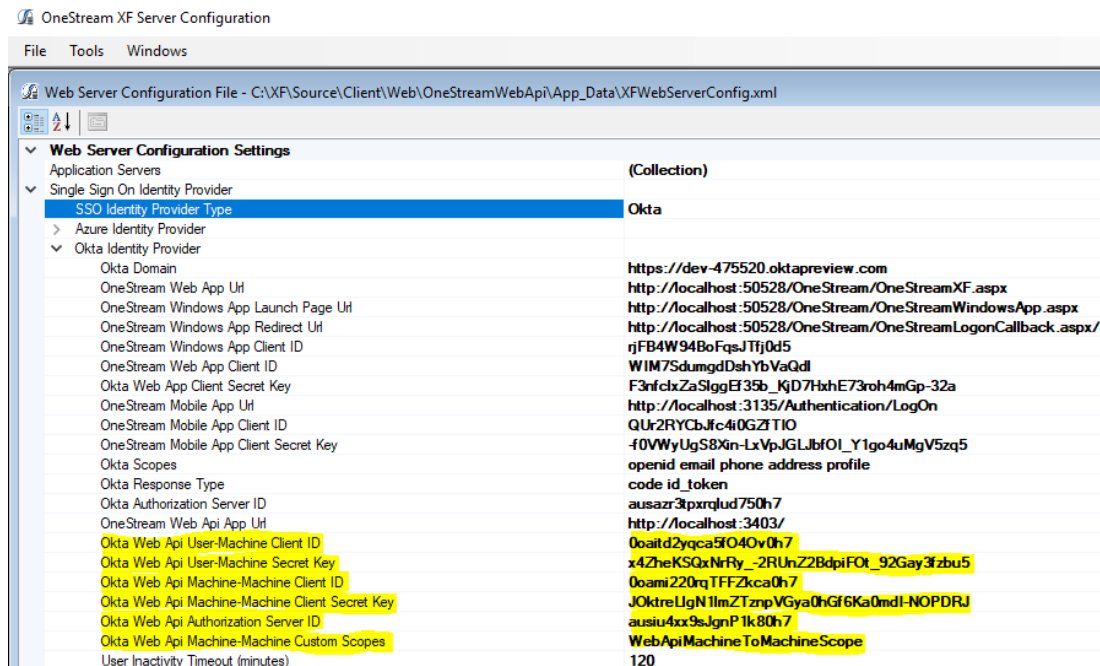 OneStream XF Server Configuration
File Tools Windows
Web Server Configuration File - C:\XF\Source\Client\Web\OneStreamWebApi\App_Data\XFWebServerConfig.xml
Web Server Configuration Settings
Application Servers (Collection)
Single Sign On Identity Provider
SSO Identity Provider Type Okta
Azure Identity Provider
Okta Identity Provider
Okta Domain https://dev-475520.oktapreview.com
OneStream Web App Url http://localhost:50528/OneStream/OneStreamXF.aspx
OneStream Windows App Launch Page Url http://localhost:50528/OneStream/OneStreamWindowsApp.aspx
OneStream Windows App Redirect Url http://localhost:50528/OneStream/OneStreamLogonCallback.aspx/
OneStream Windows App Client ID rjFB4W94BoFqsJTfj0d5
OneStream Web App Client ID WIM7SdumgdDshYbVaQdI
Okta Web App Client Secret Key F3nfclxZaSlggEf35b_KjD7HxhE73roh4mGp-32a
OneStream Mobile App Url http://localhost:3135/Authentication/LogOn
OneStream Mobile App Client ID QUr2RYCbJfc4i0GZfTIO
OneStream Mobile App Client Secret Key -f0VWyUgS8Xin-LxVpJGLJbfOI_Y1go4uMgV5zq5
Okta Scopes openid email phone address profile
Okta Response Type code id_token
Okta Authorization Server ID ausazr3tpxrqlud750h7
OneStream Web Api App Url http://localhost:3403/
Okta Web Api User-Machine Client ID 0oaitd2yqca5fO4Ov0h7
Okta Web Api User-Machine Secret Key x4ZheKSQxNrRy_-2RUnZ2BdpiFOt_92Gay3fzbu5
Okta Web Api Machine-Machine Client ID 0oami220rqTFFZkca0h7
Okta Web Api Machine-Machine Client Secret Key JOktreLlgN1lmZTznpVGya0hGf6Ka0mdI-NOPDRJ
Okta Web Api Authorization Server ID ausiu4xx9sJgnP1k80h7
Okta Web Api Machine-Machine Custom Scopes WebApiMachineToMachineScope
User Inactivity Timeout (minutes) 120